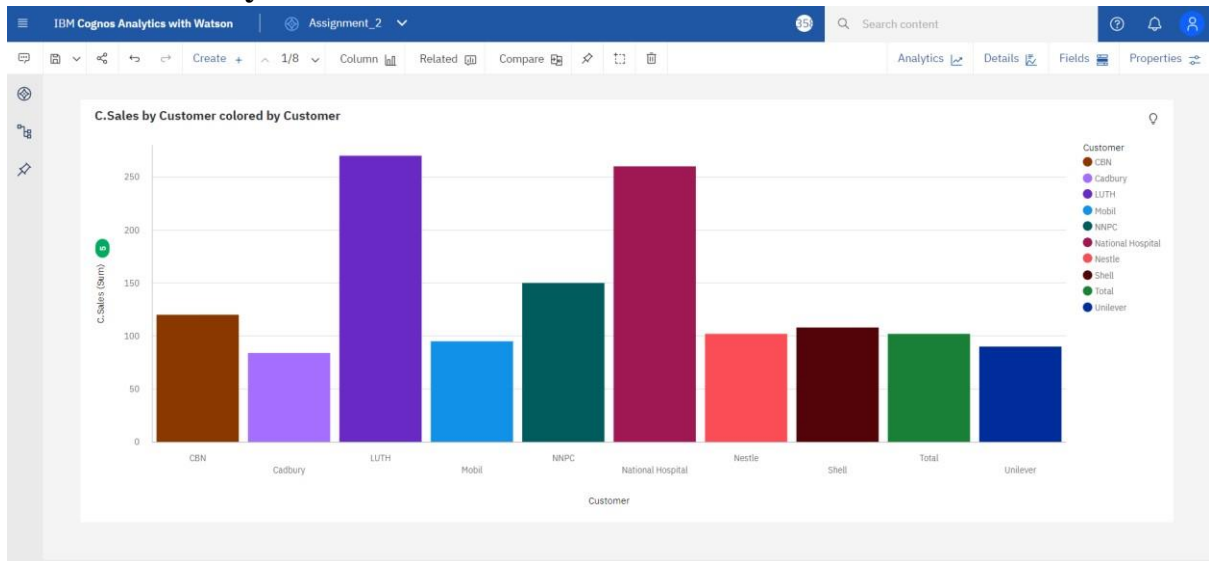 IBM Cognos Analytics with Watson
Assignment_2
Search content
Create +
1/8
Column
Related
Compare
Analytics
Details
Fields
Properties
C.Sales by Customer colored by Customer
250
200
150
100
50
0
C.Sales (Sum)
5
CBN
Cadbury
LUTH
Mobil
NNPC
National Hospital
Nestle
Shell
Total
Unilever
Customer
Customer
CBN
Cadbury
LUTH
Mobil
NNPC
National Hospital
Nestle
Shell
Total
Unilever